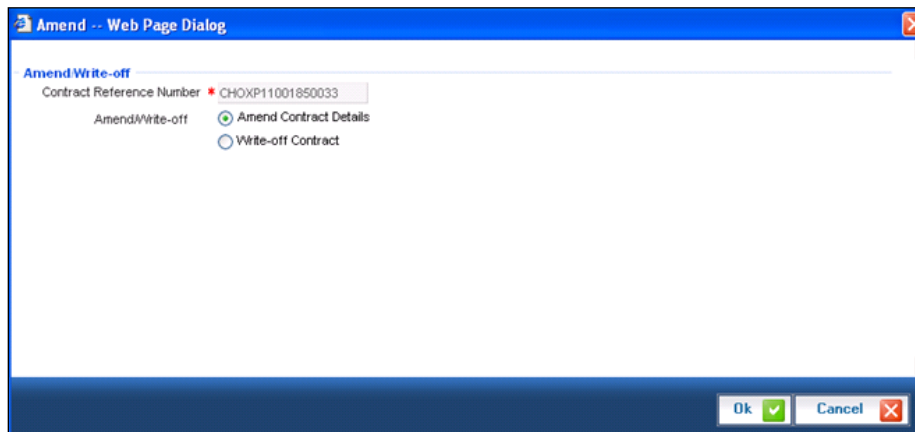 Amend -- Web Page Dialog
Amend/Write-off
Contract Reference Number * CHOXP11001850033
Amend/Write-off Amend Contract Details
Write-off Contract
Ok Cancel